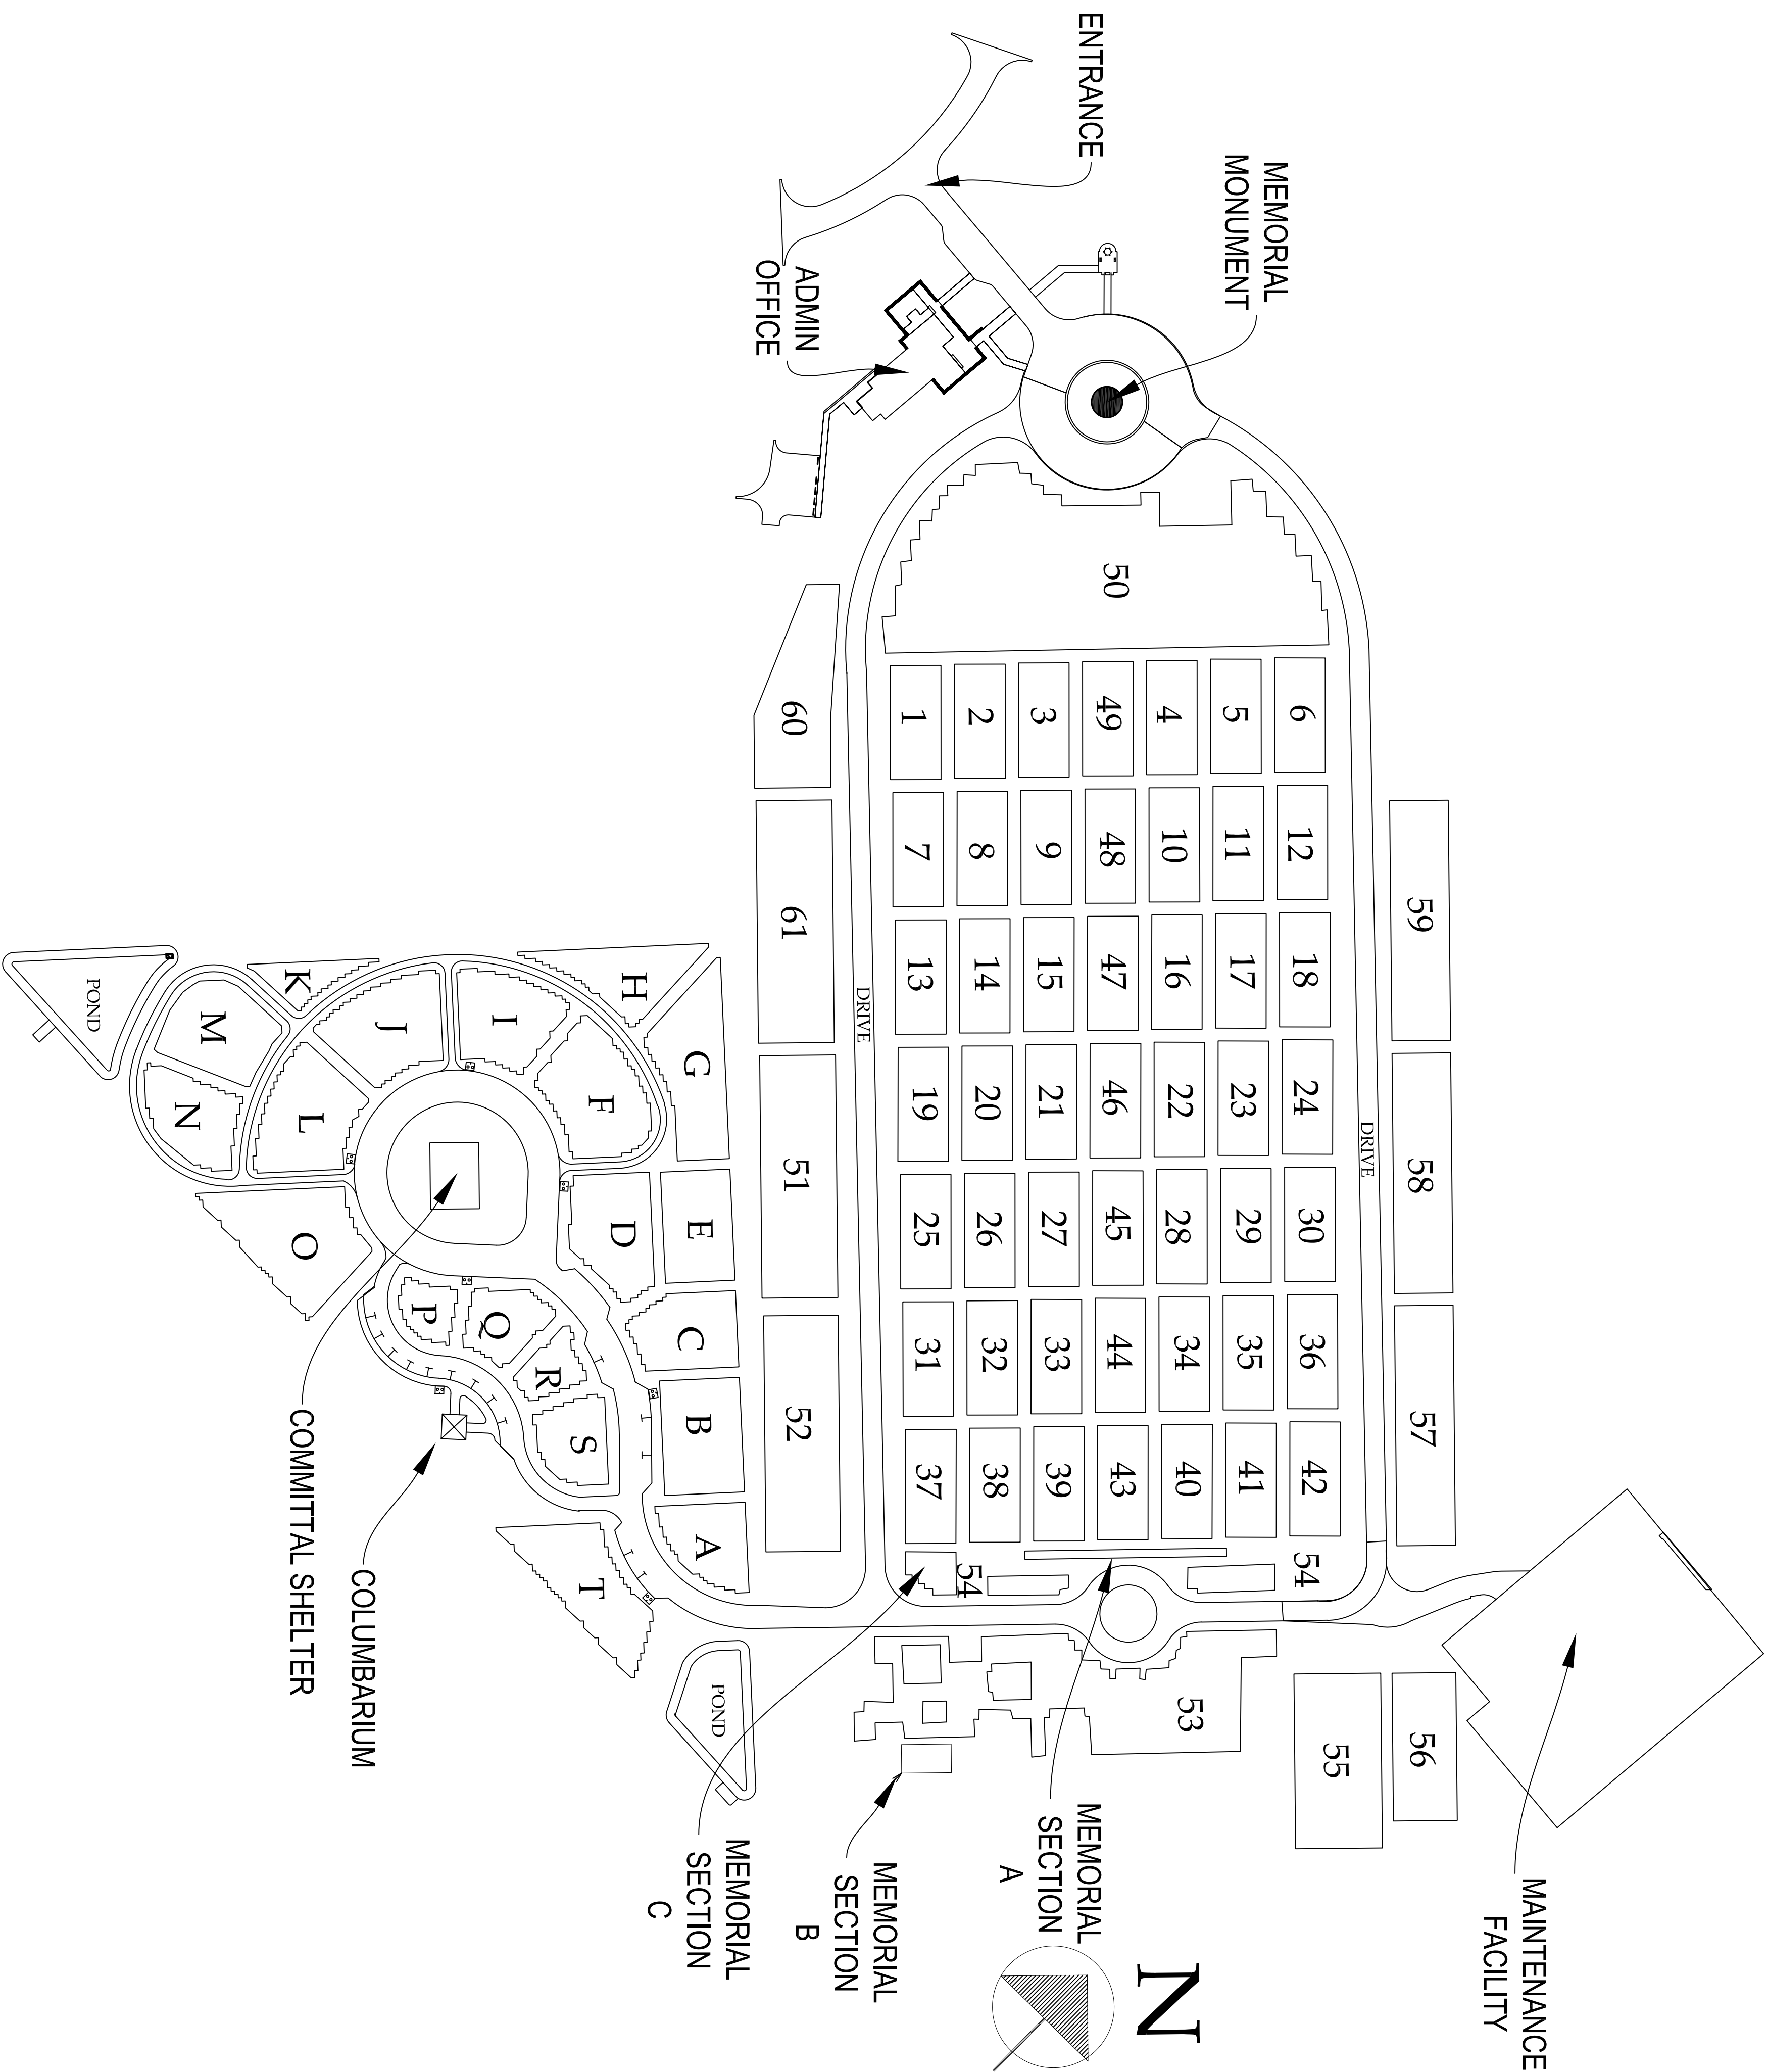 MAINTENANCE
FACILITY
59 58 57 56
55
DRIVE
6 12 18 24 30 36 42 54
MEMORIAL
MONUMENT
5 11 17 23 29 35 41
53
4 10 16 22 28 34 40
N
50
49 48 47 46 45 44 43
ENTRANCE
MEMORIAL
SECTION
A
3 9 15 21 27 33 39
2 8 14 20 26 32 38 54
1 7 13 19 25 31 37
MEMORIAL
SECTION
B
DRIVE
ADMIN
OFFICE
60 61 51 52
MEMORIAL
SECTION
C
POND
G E C B A
H F D
I Q R S T
J P
K L O
M N
COLUMBARIUM
COMMITTAL SHELTER
POND